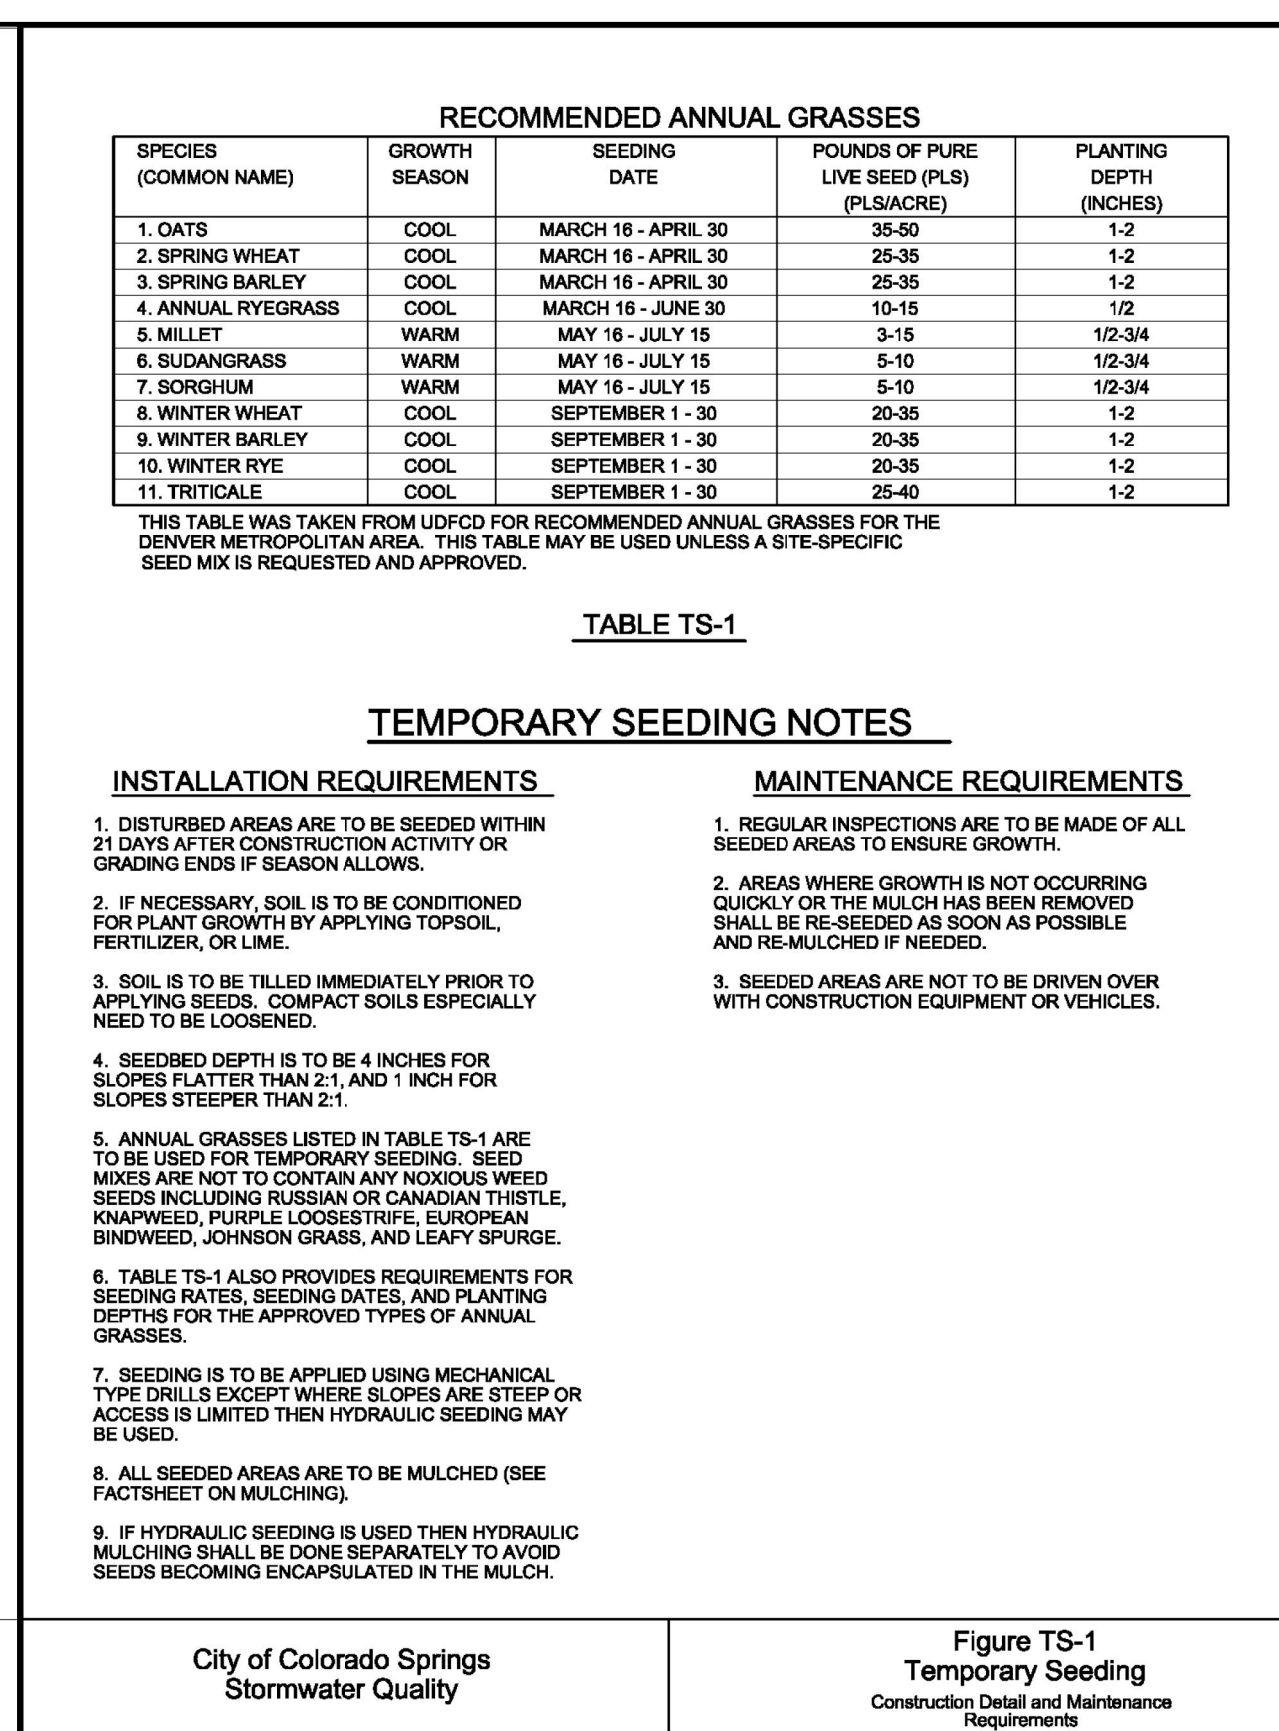 RECOMMENDED ANNUAL GRASSES
SPECIES GROWTH SEEDING POUNDS OF PURE PLANTING
(COMMON NAME) SEASON DATE LIVE SEED (PLS) DEPTH
(PLS/ACRE) (INCHES)
1. OATS COOL MARCH 16 - APRIL 30 35-50 1-2
2. SPRING WHEAT COOL MARCH 16 - APRIL 30 25-35 1-2
3. SPRING BARLEY COOL MARCH 16 - APRIL 30 25-35 1-2
4. ANNUAL RYEGRASS COOL MARCH 16 - JUNE 30 10-15 1/2
5. MILLET WARM MAY 16 - JULY 15 3-15 1/2-3/4
6. SUDANGRASS WARM MAY 16 - JULY 15 5-10 1/2-3/4
7. SORGHUM WARM MAY 16 - JULY 15 5-10 1/2-3/4
8. WINTER WHEAT COOL SEPTEMBER 1 - 30 20-35 1-2
9. WINTER BARLEY COOL SEPTEMBER 1 - 30 20-35 1-2
10. WINTER RYE COOL SEPTEMBER 1 - 30 20-35 1-2
11. TRITICALE COOL SEPTEMBER 1 - 30 25-40 1-2
THIS TABLE WAS TAKEN FROM UDFCD FOR RECOMMENDED ANNUAL GRASSES FOR THE
DENVER METROPOLITAN AREA. THIS TABLE MAY BE USED UNLESS A SITE-SPECIFIC
SEED MIX IS REQUESTED AND APPROVED.
TABLE TS-1
TEMPORARY SEEDING NOTES
INSTALLATION REQUIREMENTS
1. DISTURBED AREAS ARE TO BE SEEDED WITHIN
21 DAYS AFTER CONSTRUCTION ACTIVITY OR
GRADING ENDS IF SEASON ALLOWS.
2. IF NECESSARY, SOIL IS TO BE CONDITIONED
FOR PLANT GROWTH BY APPLYING TOPSOIL,
FERTILIZER, OR LIME.
3. SOIL IS TO BE TILLED IMMEDIATELY PRIOR TO
APPLYING SEEDS. COMPACT SOILS ESPECIALLY
NEED TO BE LOOSENED.
4. SEEDBED DEPTH IS TO BE 4 INCHES FOR
SLOPES FLATTER THAN 2:1, AND 1 INCH FOR
SLOPES STEEPER THAN 2:1.
5. ANNUAL GRASSES LISTED IN TABLE TS-1 ARE
TO BE USED FOR TEMPORARY SEEDING. SEED
MIXES ARE NOT TO CONTAIN ANY NOXIOUS WEED
SEEDS INCLUDING RUSSIAN OR CANADIAN THISTLE,
KNAPWEED, PURPLE LOOSESTRIFE, EUROPEAN
BINDWEED, JOHNSON GRASS, AND LEAFY SPURGE.
6. TABLE TS-1 ALSO PROVIDES REQUIREMENTS FOR
SEEDING RATES, SEEDING DATES, AND PLANTING
DEPTHS FOR THE APPROVED TYPES OF ANNUAL
GRASSES.
7. SEEDING IS TO BE APPLIED USING MECHANICAL
TYPE DRILLS EXCEPT WHERE SLOPES ARE STEEP OR
ACCESS IS LIMITED THEN HYDRAULIC SEEDING MAY
BE USED.
8. ALL SEEDED AREAS ARE TO BE MULCHED (SEE
FACTSHEET ON MULCHING).
9. IF HYDRAULIC SEEDING IS USED THEN HYDRAULIC
MULCHING SHALL BE DONE SEPARATELY TO AVOID
SEEDS BECOMING ENCAPSULATED IN THE MULCH.
MAINTENANCE REQUIREMENTS
1. REGULAR INSPECTIONS ARE TO BE MADE OF ALL
SEEDED AREAS TO ENSURE GROWTH.
2. AREAS WHERE GROWTH IS NOT OCCURRING
QUICKLY OR THE MULCH HAS BEEN REMOVED
SHALL BE RE-SEEDED AS SOON AS POSSIBLE
AND RE-MULCHED IF NEEDED.
3. SEEDED AREAS ARE NOT TO BE DRIVEN OVER
WITH CONSTRUCTION EQUIPMENT OR VEHICLES.
City of Colorado Springs
Stormwater Quality
Figure TS-1
Temporary Seeding
Construction Detail and Maintenance
Requirements